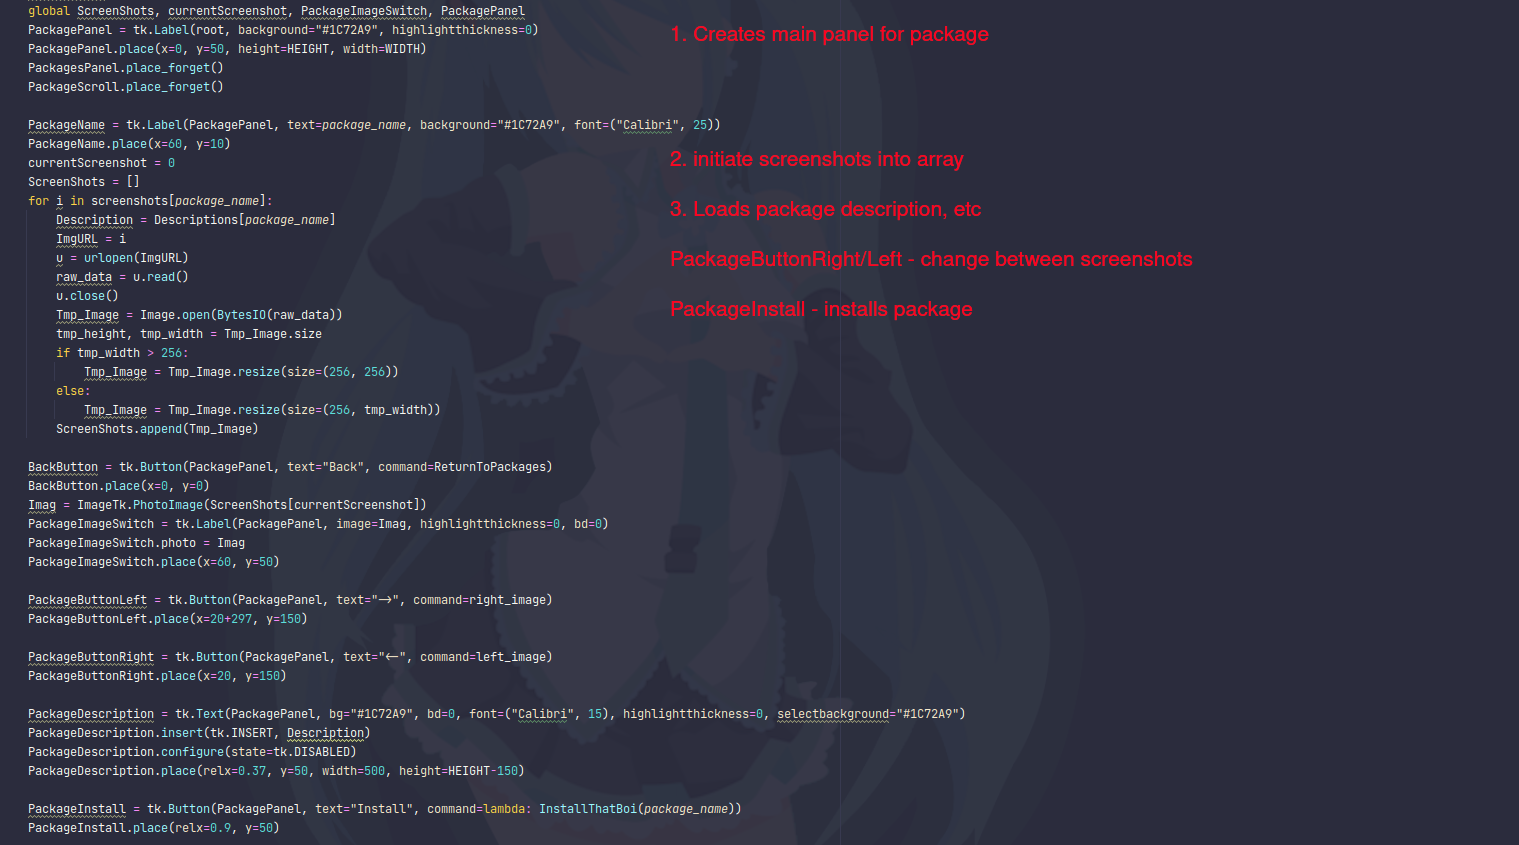 global ScreenShots, currentScreenshot, PackageImageSwitch, PackagePanel
PackagePanel = tk.Label(root, background="#1C72A9", highlightthickness=0)
1. Creates main panel for package
PackagePanel.place(x=0, y=50, height=HEIGHT, width=WIDTH)
PackagesPanel.place_forget()
PackageScroll.place_forget()
PackageName = tk.Label(PackagePanel, text=package_name, background="#1C72A9", font=("Calibri", 25))
PackageName.place(x=60, y=10)
currentScreenshot = 0
2. initiate screenshots into array
ScreenShots = []
for i in screenshots[package_name]:
3. Loads package description, etc
Description = Descriptions[package_name]
ImgURL = i
u = urlopen(ImgURL)
PackageButtonRight/Left - change between screenshots
raw_data = u.read()
u.close()
PackageInstall - installs package
Tmp_Image = Image.open(BytesIO(raw_data))
tmp_height, tmp_width = Tmp_Image.size
if tmp_width > 256:
Tmp_Image = Tmp_Image.resize(size=(256, 256))
else:
Tmp_Image = Tmp_Image.resize(size=(256, tmp_width))
ScreenShots.append(Tmp_Image)
BackButton = tk.Button(PackagePanel, text="Back", command=ReturnToPackages)
BackButton.place(x=0, y=0)
Imag = ImageTk.PhotoImage(ScreenShots[currentScreenshot])
PackageImageSwitch = tk.Label(PackagePanel, image=Imag, highlightthickness=0, bd=0)
PackageImageSwitch.photo = Imag
PackageImageSwitch.place(x=60, y=50)
PackageButtonLeft = tk.Button(PackagePanel, text="→", command=right_image)
PackageButtonLeft.place(x=20+297, y=150)
PackageButtonRight = tk.Button(PackagePanel, text="←", command=left_image)
PackageButtonRight.place(x=20, y=150)
PackageDescription = tk.Text(PackagePanel, bg="#1C72A9", bd=0, font=("Calibri", 15), highlightthickness=0, selectbackground="#1C72A9")
PackageDescription.insert(tk.INSERT, Description)
PackageDescription.configure(state=tk.DISABLED)
PackageDescription.place(relx=0.37, y=50, width=500, height=HEIGHT-150)
PackageInstall = tk.Button(PackagePanel, text="Install", command=lambda: InstallThatBoi(package_name))
PackageInstall.place(relx=0.9, y=50)